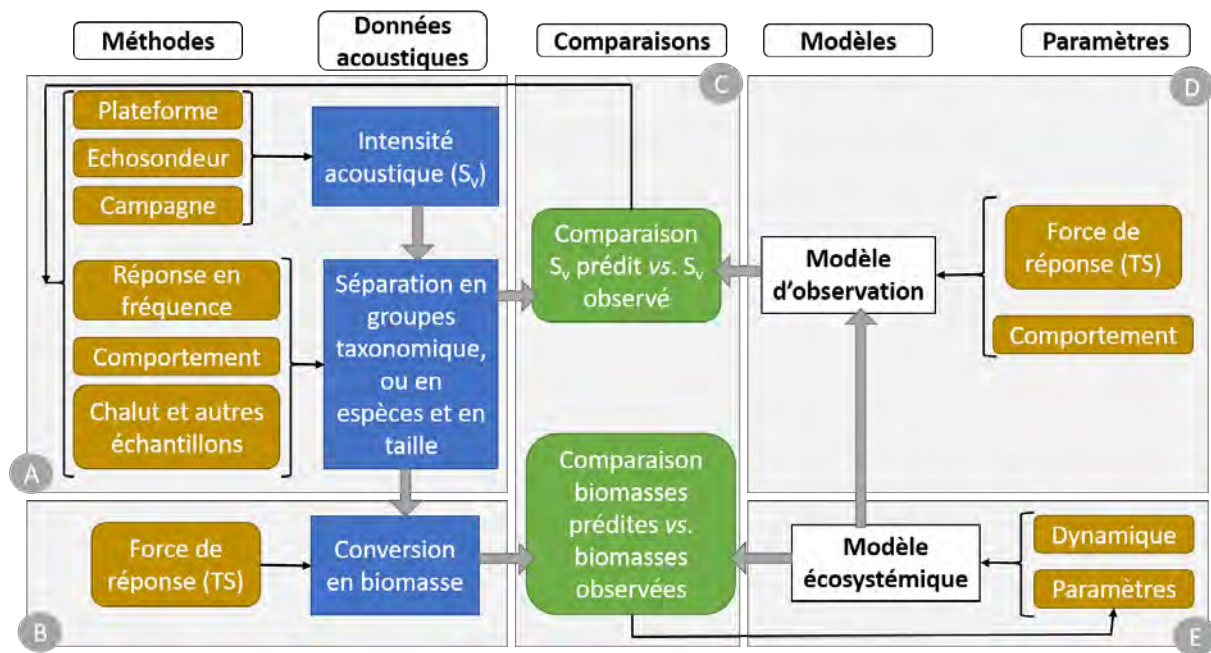 Méthodes
Données
acoustiques
Comparaisons
Modèles
Paramètres
Plateforme
Echosondeur
Campagne
Intensité
acoustique (Sv)
C
D
Réponse en
fréquence
Comportement
Chalut et autres
échantillons
Séparation en
groupes
taxonomique,
ou en
espèces et en
taille
Comparaison
Sv prédit vs. Sv
observé
Modèle
d'observation
Force de
réponse (TS)
Comportement
A
Force de
réponse (TS)
Conversion
en biomasse
Comparaison
biomasses
prédites vs.
biomasses
observées
Modèle
écosystémique
Dynamique
Paramètres
B
E